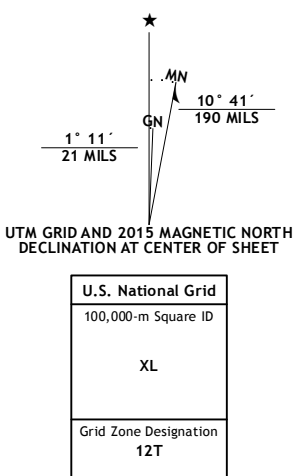 ★
MN
GN
10° 41´
190 MILS
1° 11´
21 MILS
UTM GRID AND 2015 MAGNETIC NORTH
DECLINATION AT CENTER OF SHEET
U.S. National Grid
100,000-m Square ID
XL
Grid Zone Designation
12T